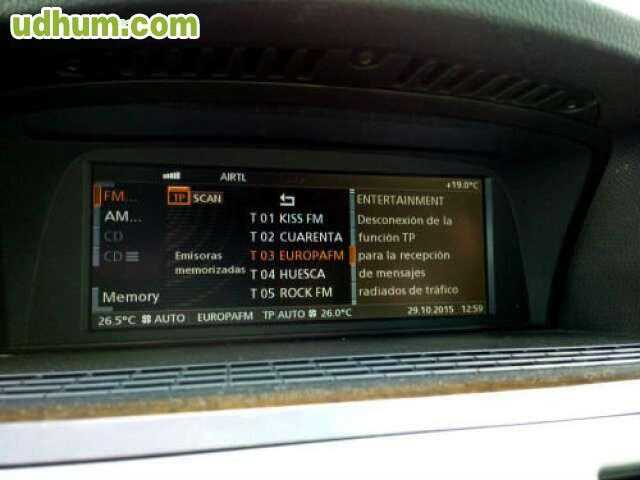 udhum.com
AIRTL
+19.0°C
FM...
TP SCAN
AM...
T 01 KISS FM
CD
T 02 CUARENTA
CD
Emisoras
memorizadas
T 03 EUROPAFM
T 04 HUESCA
Memory
T 05 ROCK FM
ENTERTAINMENT
Desconexión de la
función TP
para la recepción
de mensajes
radiados de tráfico
26.5°C AUTO EUROPAFM TP AUTO 26.0°C 29.10.2015 12:59